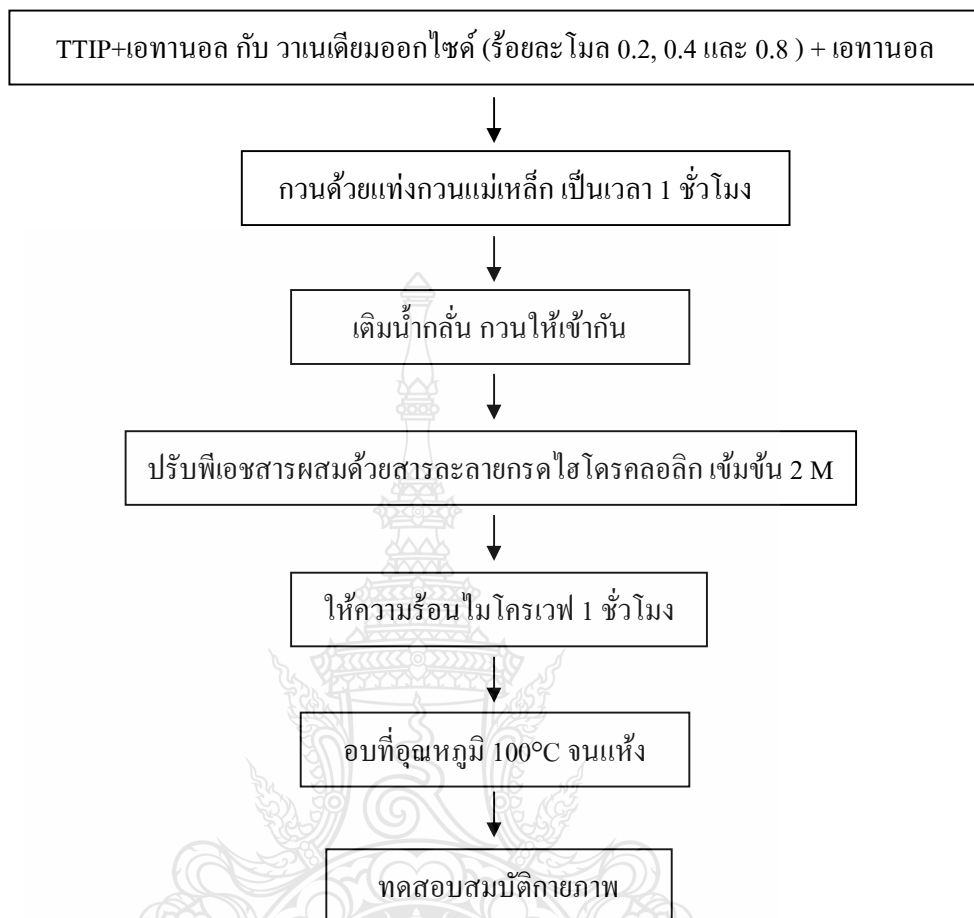 TTIP+เอทานอล กับ วาเนเดียมออกไซด์ (ร้อยละโมล 0.2, 0.4 และ 0.8 ) + เอทานอล
กวนด้วยแท่งกวนแม่เหล็ก เป็นเวลา 1 ชั่วโมง
เติมน้ำกลั่น กวนให้เข้ากัน
ปรับพีเอชสารผสมด้วยสารละลายกรดไฮโดรคลอลิก เข้มข้น 2 M
ให้ความร้อนไมโครเวฟ 1 ชั่วโมง
อบที่อุณหภูมิ 100°C จนแห้ง
ทดสอบสมบัติกายภาพ